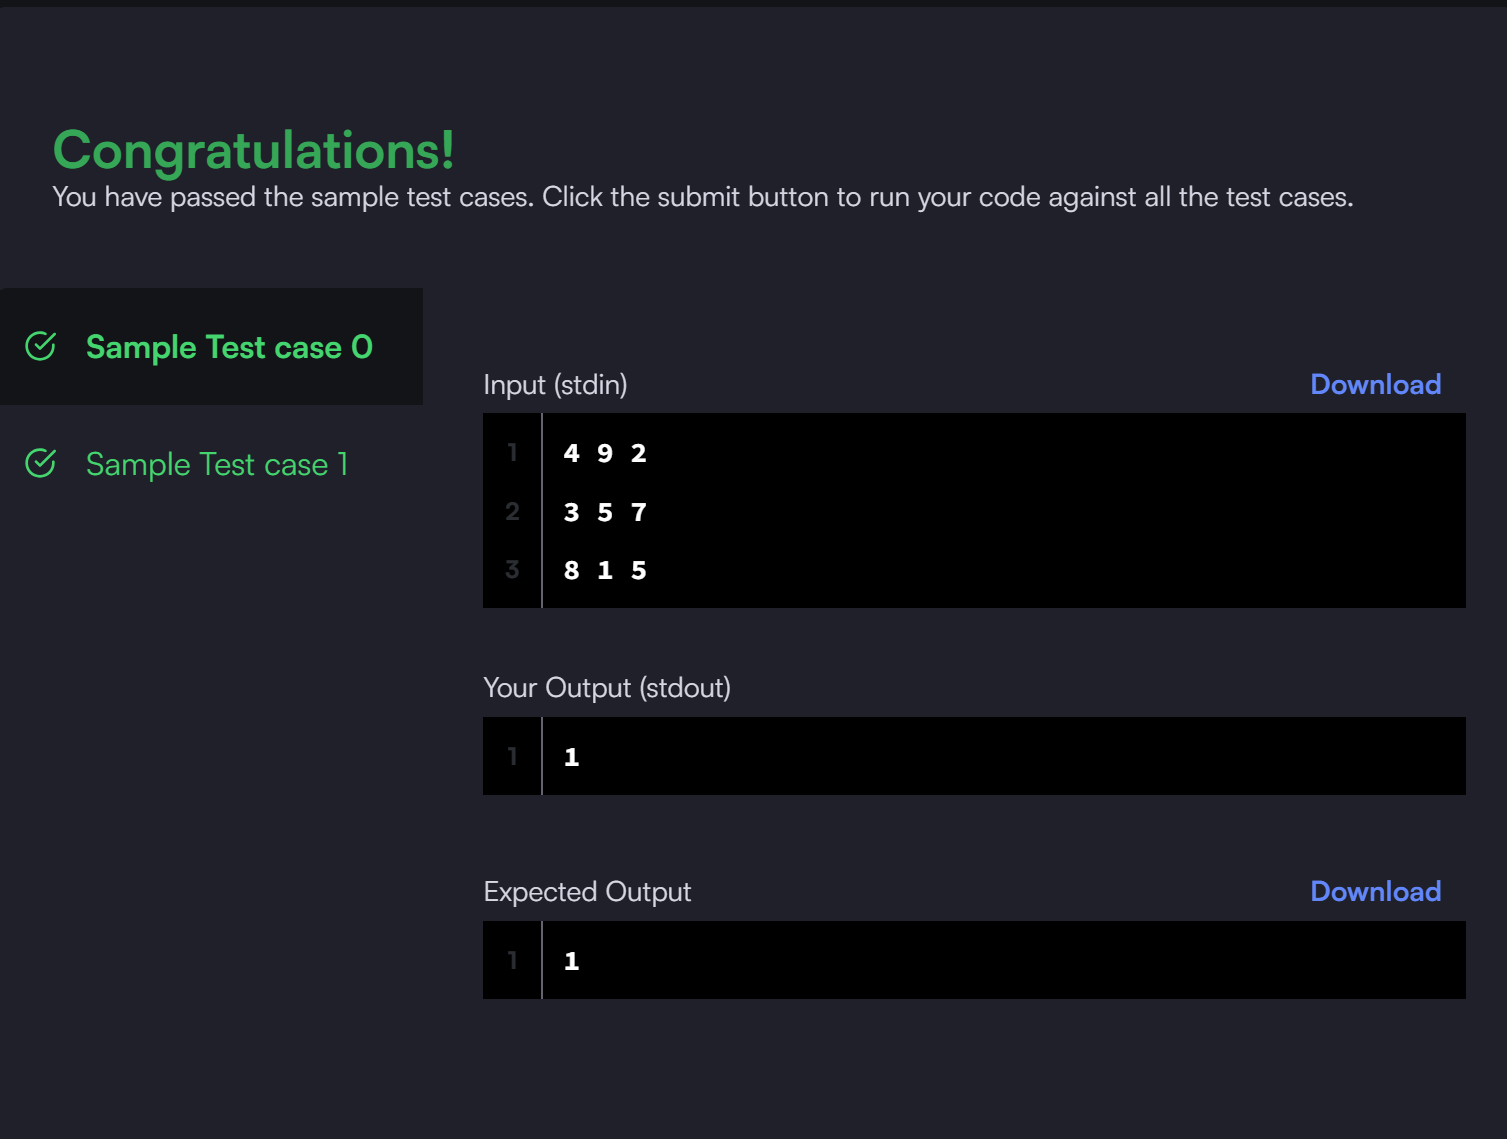 Congratulations!
You have passed the sample test cases. Click the submit button to run your code against all the test cases.
Sample Test case 0
Sample Test case 1
Input (stdin)
Download
1 4 9 2
2 3 5 7
3 8 1 5
Your Output (stdout)
1 1
Expected Output
Download
1 1